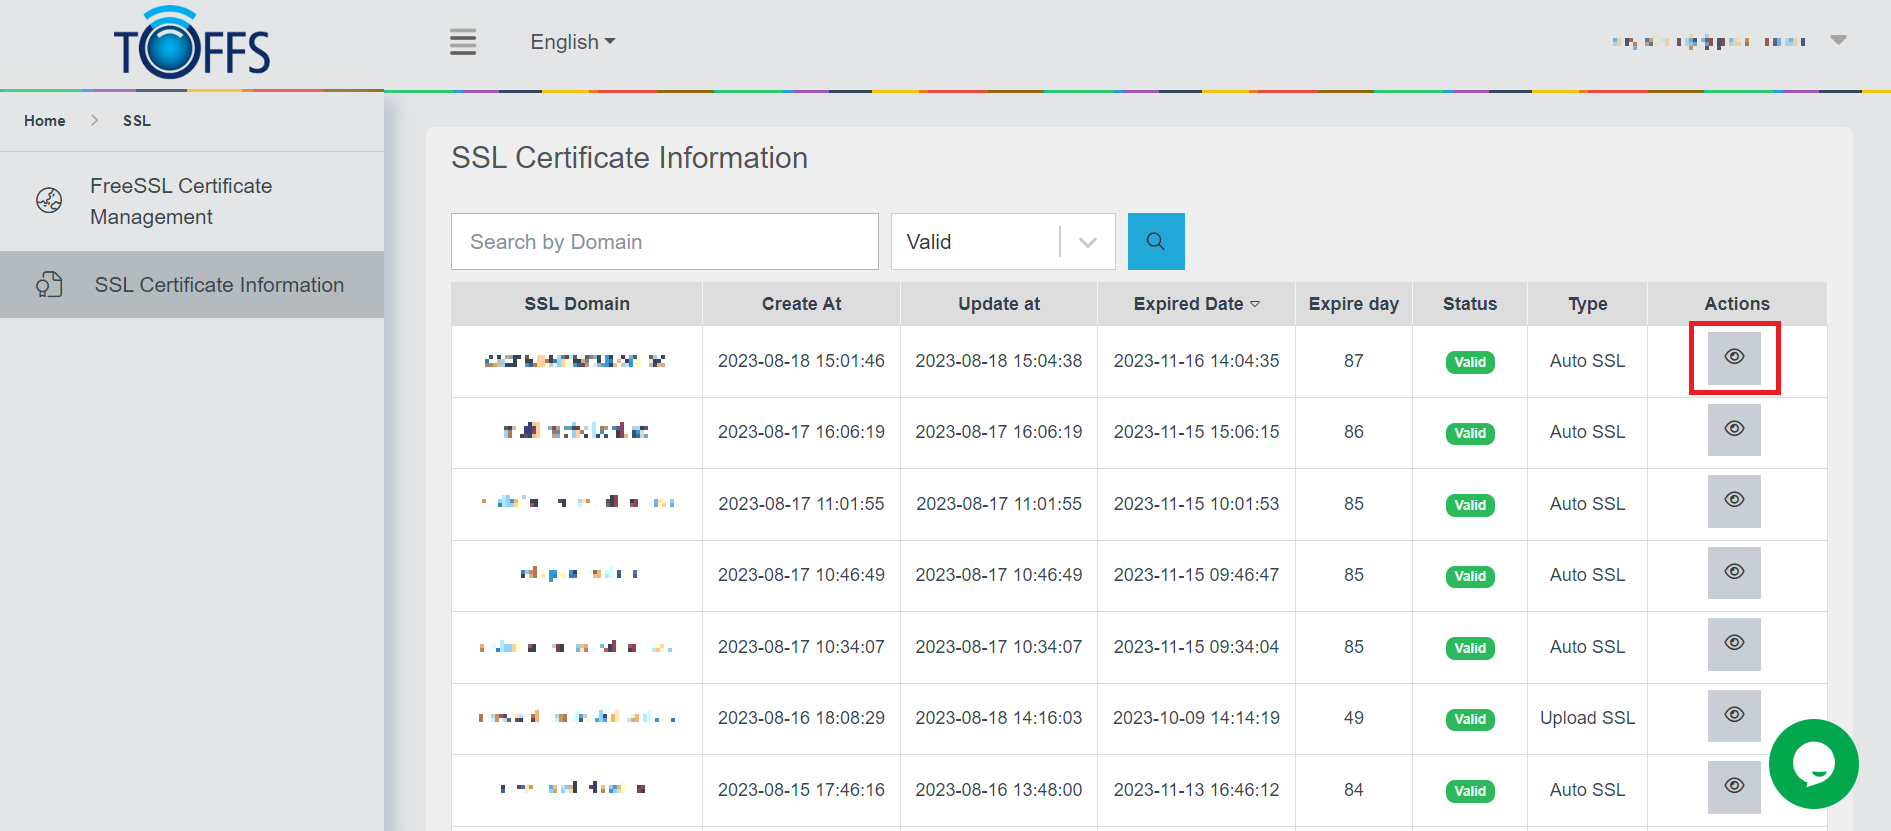 TOFFS
English
Home > SSL
FreeSSL Certificate
Management
SSL Certificate Information
SSL Certificate Information
Search by Domain
Valid
SSL Domain Create At Update at Expired Date Expire day Status Type Actions
2023-08-18 15:01:46 2023-08-18 15:04:38 2023-11-16 14:04:35 87 Valid Auto SSL
2023-08-17 16:06:19 2023-08-17 16:06:19 2023-11-15 15:06:15 86 Valid Auto SSL
2023-08-17 11:01:55 2023-08-17 11:01:55 2023-11-15 10:01:53 85 Valid Auto SSL
2023-08-17 10:46:49 2023-08-17 10:46:49 2023-11-15 09:46:47 85 Valid Auto SSL
2023-08-17 10:34:07 2023-08-17 10:34:07 2023-11-15 09:34:04 85 Valid Auto SSL
2023-08-16 18:08:29 2023-08-18 14:16:03 2023-10-09 14:14:19 49 Valid Upload SSL
2023-08-15 17:46:16 2023-08-16 13:48:00 2023-11-13 16:46:12 84 Valid Auto SSL